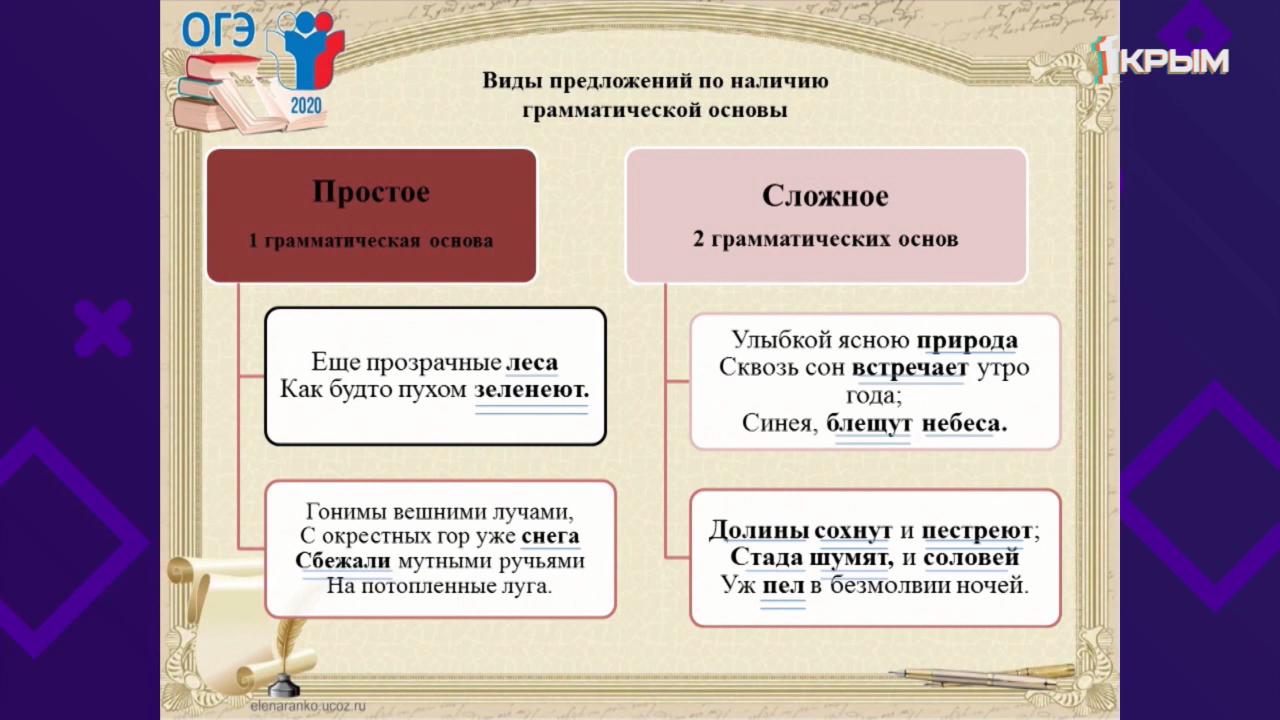 ОГЭ
2020
1КРЫМ
Виды предложений по наличию
грамматической основы
Простое
1 грамматическая основа
Еще прозрачные леса
Как будто пухом зеленеют.
Гонимы вешними лучами,
С окрестных гор уже снега
Сбежали мутными ручьями
На потопленные луга.
Сложное
2 грамматических основ
Улыбкой ясною природа
Сквозь сон встречает утро
года;
Синея, блещут небеса.
Долины сохнут и пестреют;
Стада шумят, и соловей
Уж пел в безмолвии ночей.
elenaranko.ucoz.ru